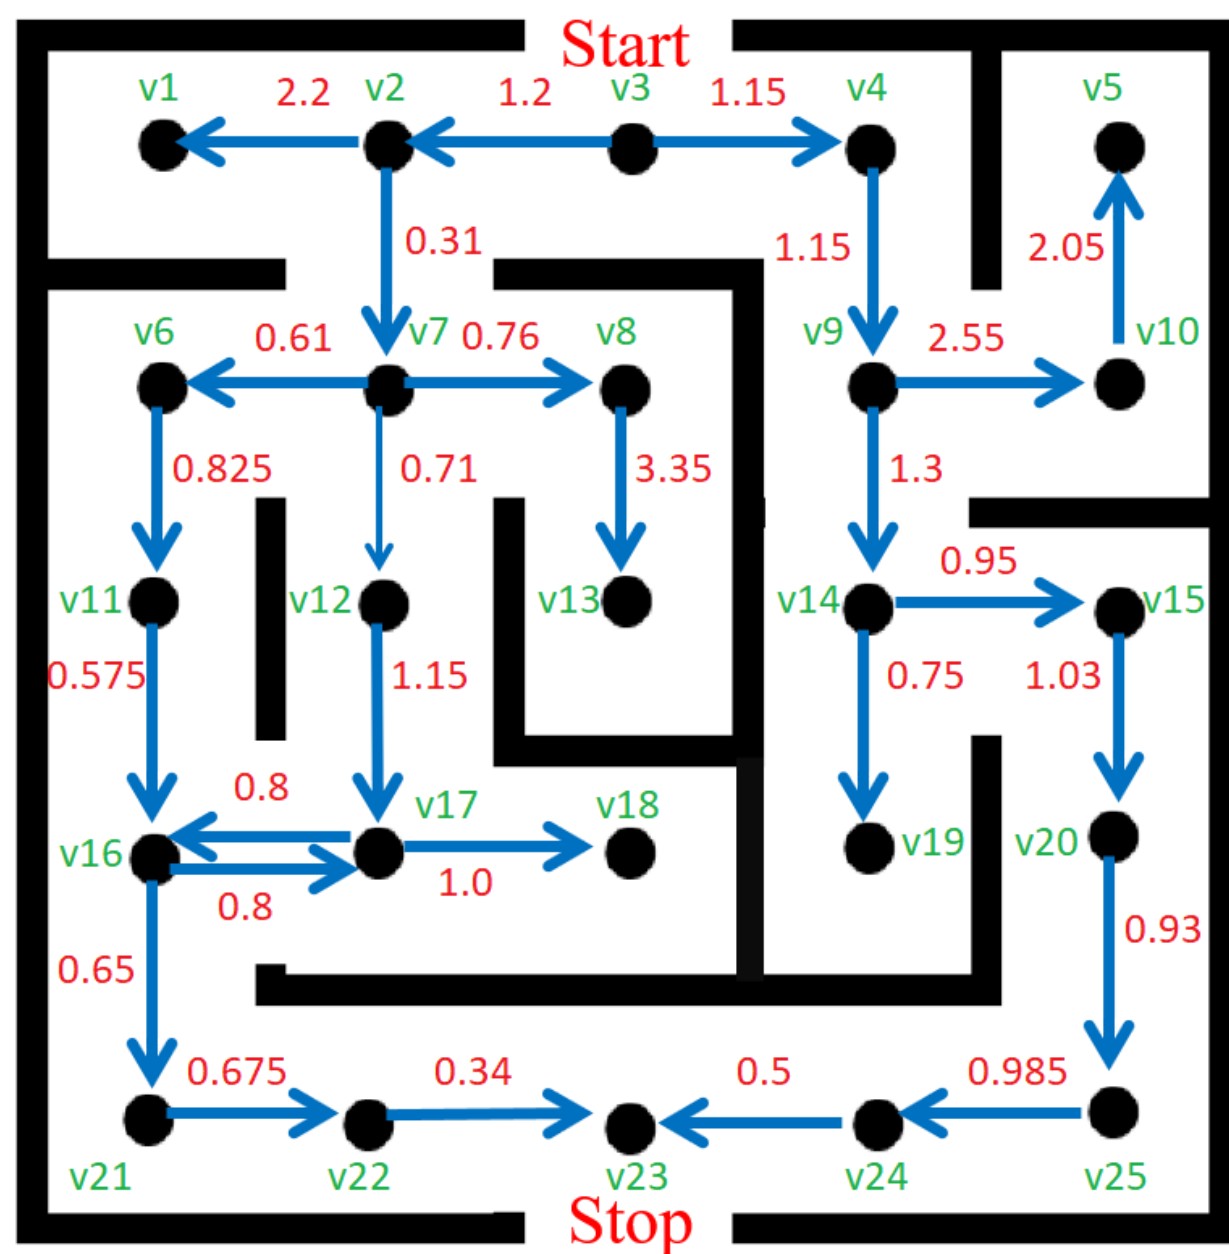 Start
v1 2.2 v2 1.2 v3 1.15 v4 v5
0.31 1.15 2.05
v6 0.61 v7 0.76 v8 v9 2.55 v10
0.825 0.71 3.35 1.3
0.95
v11 v12 v13 v14 v15
0.575 1.15 0.75 1.03
0.8 v17 v18
v16 v19 v20
0.8 1.0
0.65 0.93
0.675 0.34 0.5 0.985
v21 v22 v23 v24 v25
Stop